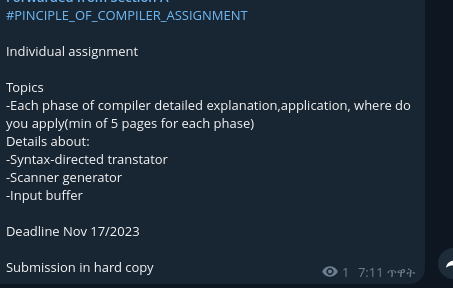 Forwarded from Section A
#PINCIPLE_OF_COMPILER_ASSIGNMENT
Individual assignment
Topics
-Each phase of compiler detailed explanation,application, where do
you apply(min of 5 pages for each phase)
Details about:
-Syntax-directed transtator
-Scanner generator
-Input buffer
Deadline Nov 17/2023
Submission in hard copy
1 7:11 ጥዋት